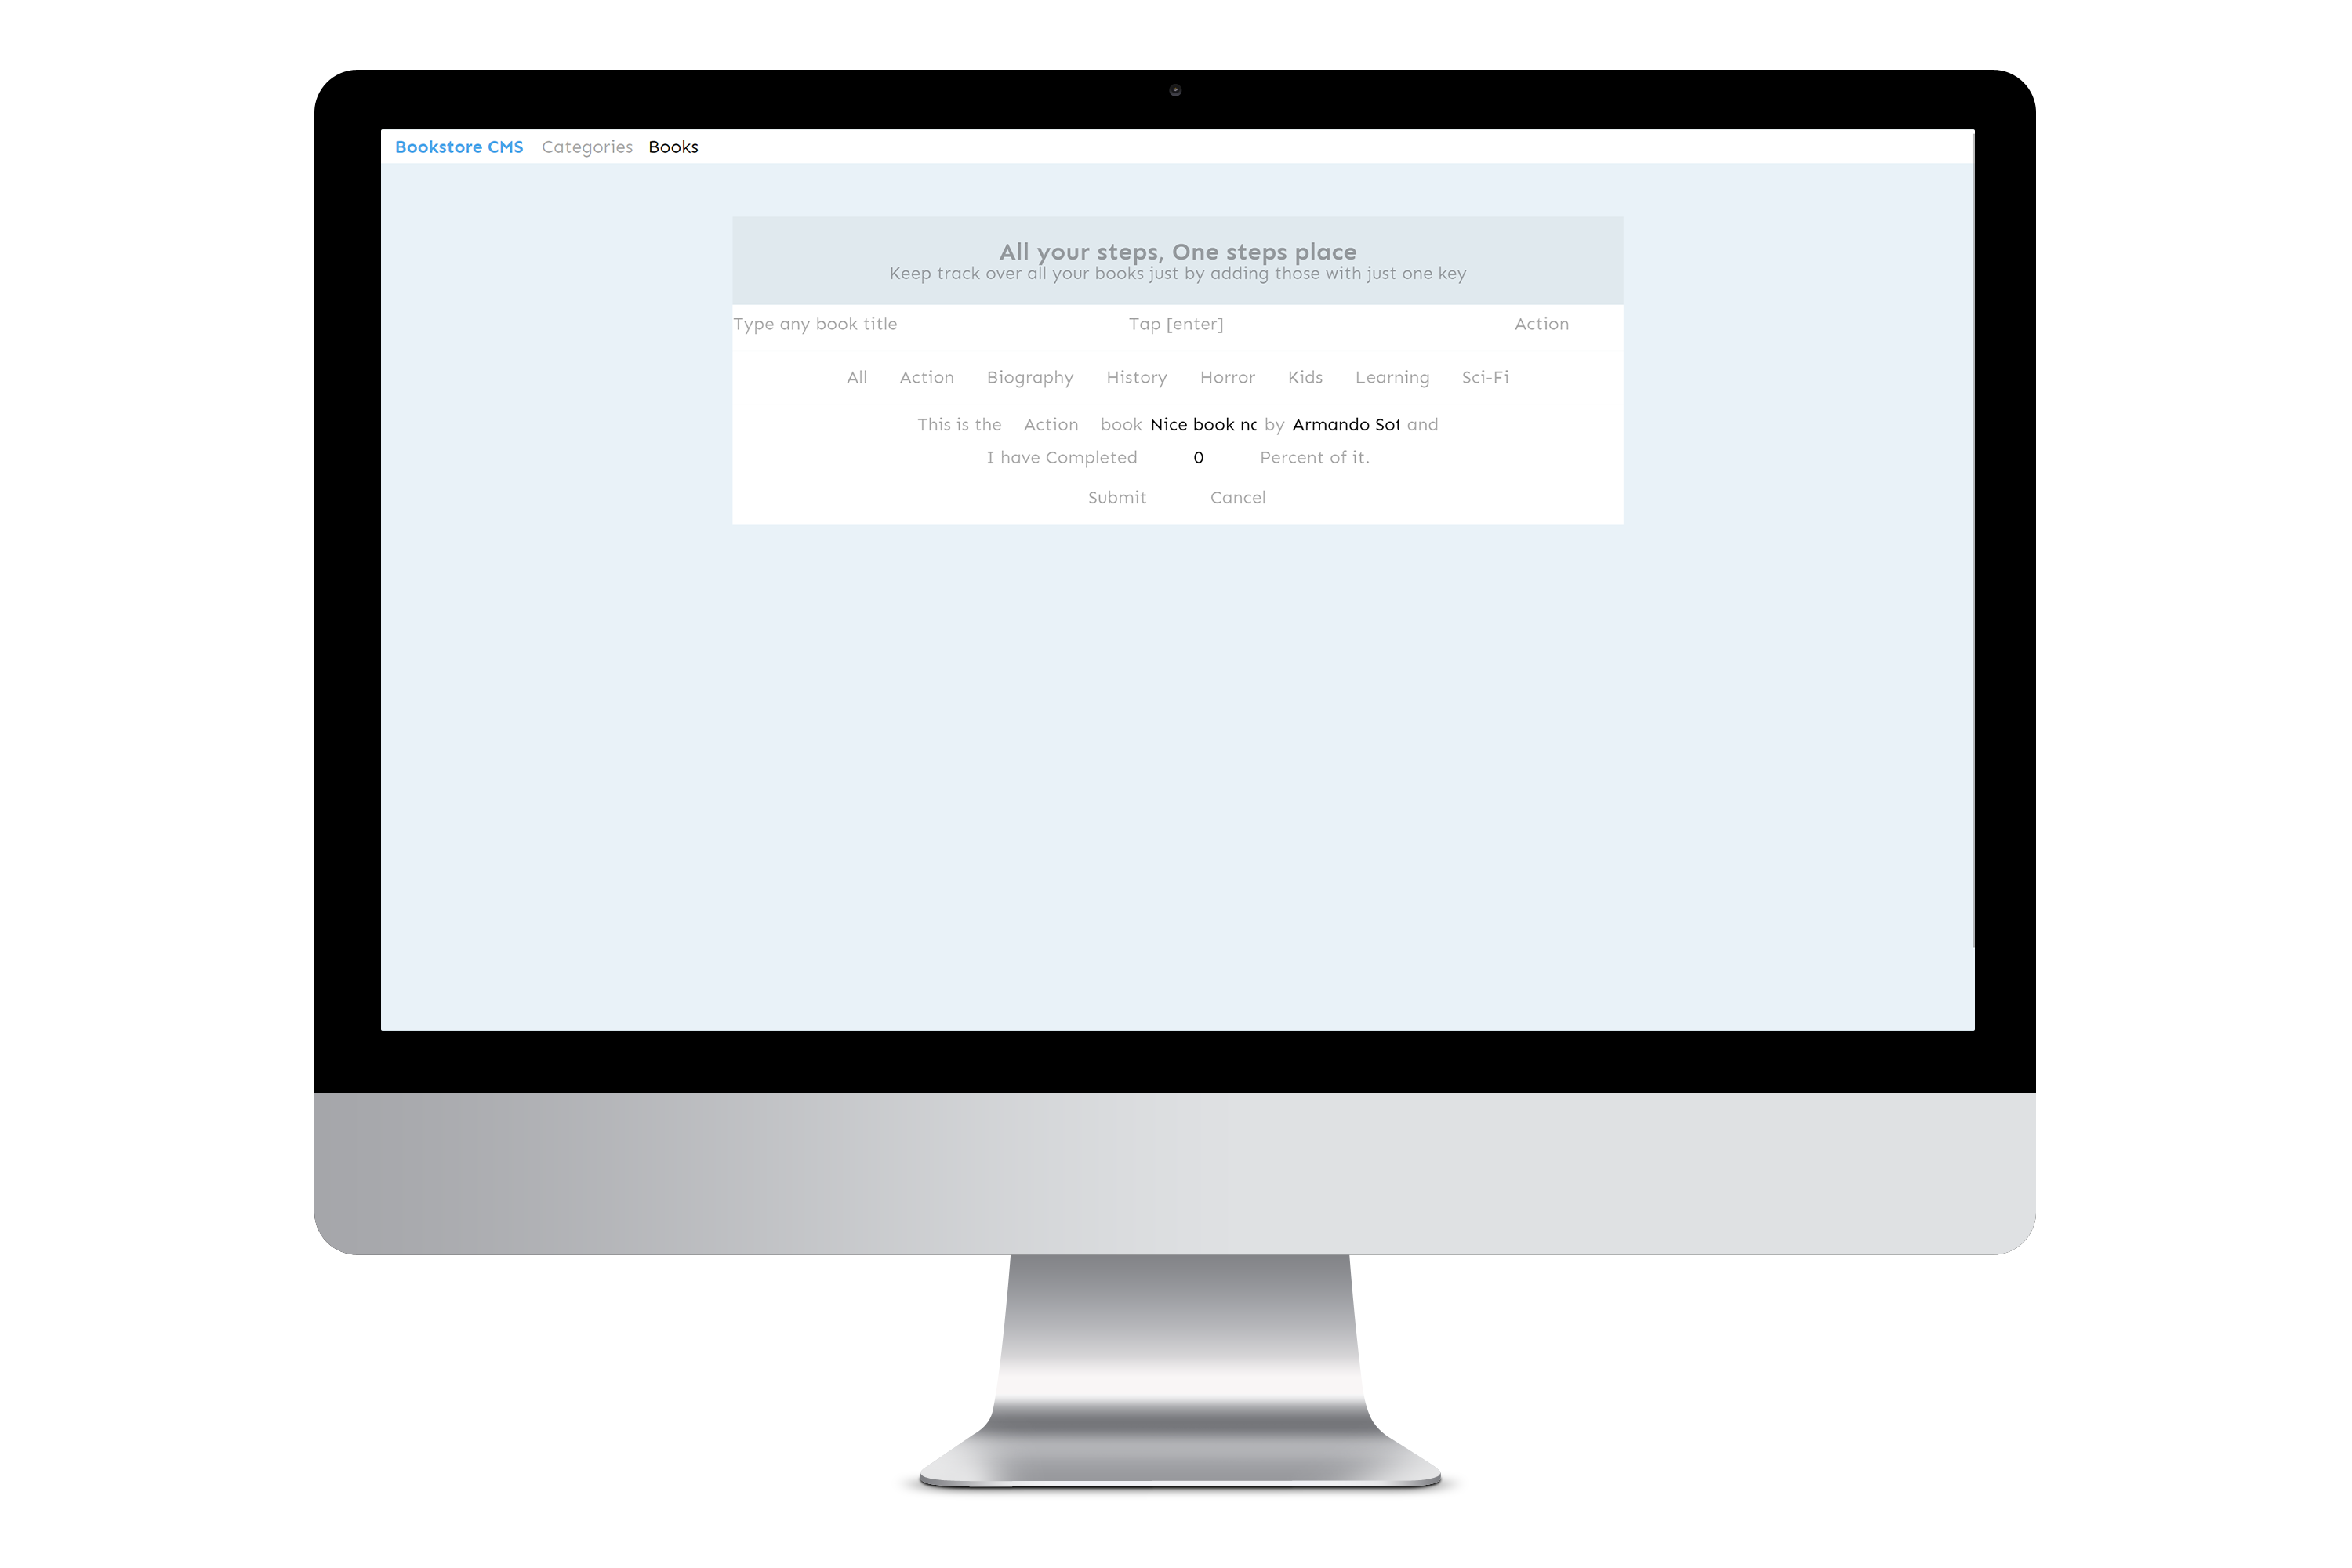 Bookstore CMS Categories Books
All your steps, One steps place
Keep track over all your books just by adding those with just one key
Type any book title Tap [enter] Action
All Action Biography History Horror Kids Learning Sci-Fi
This is the Action book Nice book by Armando and
I have Completed 0 Percent of it.
Submit Cancel